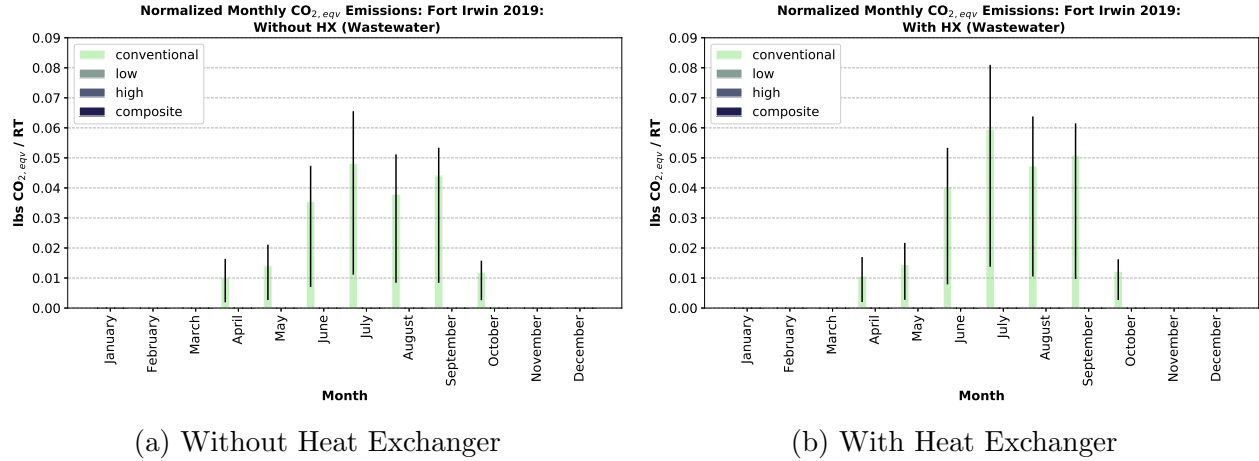 Normalized Monthly CO2,eqv Emissions: Fort Irwin 2019:
Without HX (Wastewater)
0.09
0.08
0.07
0.06
0.05
0.04
0.03
0.02
0.01
0.00
lbs CO2,eqv / RT
conventional
low
high
composite
January
February
March
April
May
June
July
August
September
October
November
December
Month
(a) Without Heat Exchanger
Normalized Monthly CO2,eqv Emissions: Fort Irwin 2019:
With HX (Wastewater)
0.09
0.08
0.07
0.06
0.05
0.04
0.03
0.02
0.01
0.00
lbs CO2,eqv / RT
conventional
low
high
composite
January
February
March
April
May
June
July
August
September
October
November
December
Month
(b) With Heat Exchanger